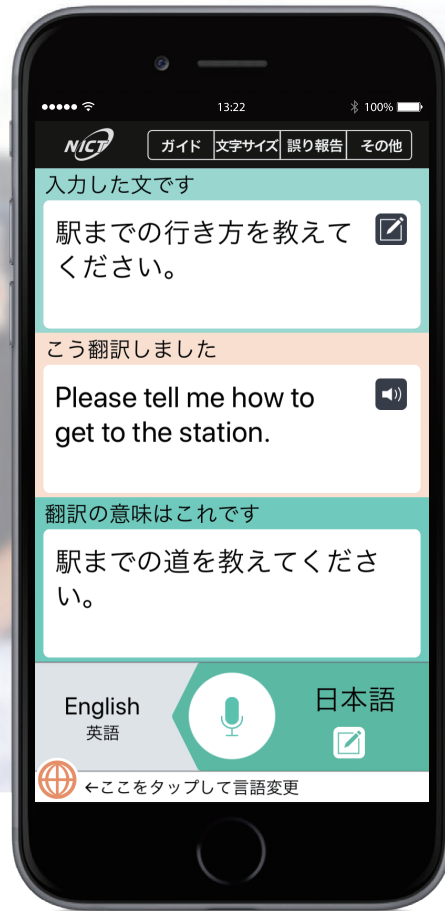 13:22
100%
NICT
ガイド 文字サイズ 誤り報告 その他
入力した文です
駅までの行き方を教えて
ください。
こう翻訳しました
Please tell me how to
get to the station.
翻訳の意味はこれです
駅までの道を教えてくださ
い。
English
英語
日本語
←ここをタップして言語変更